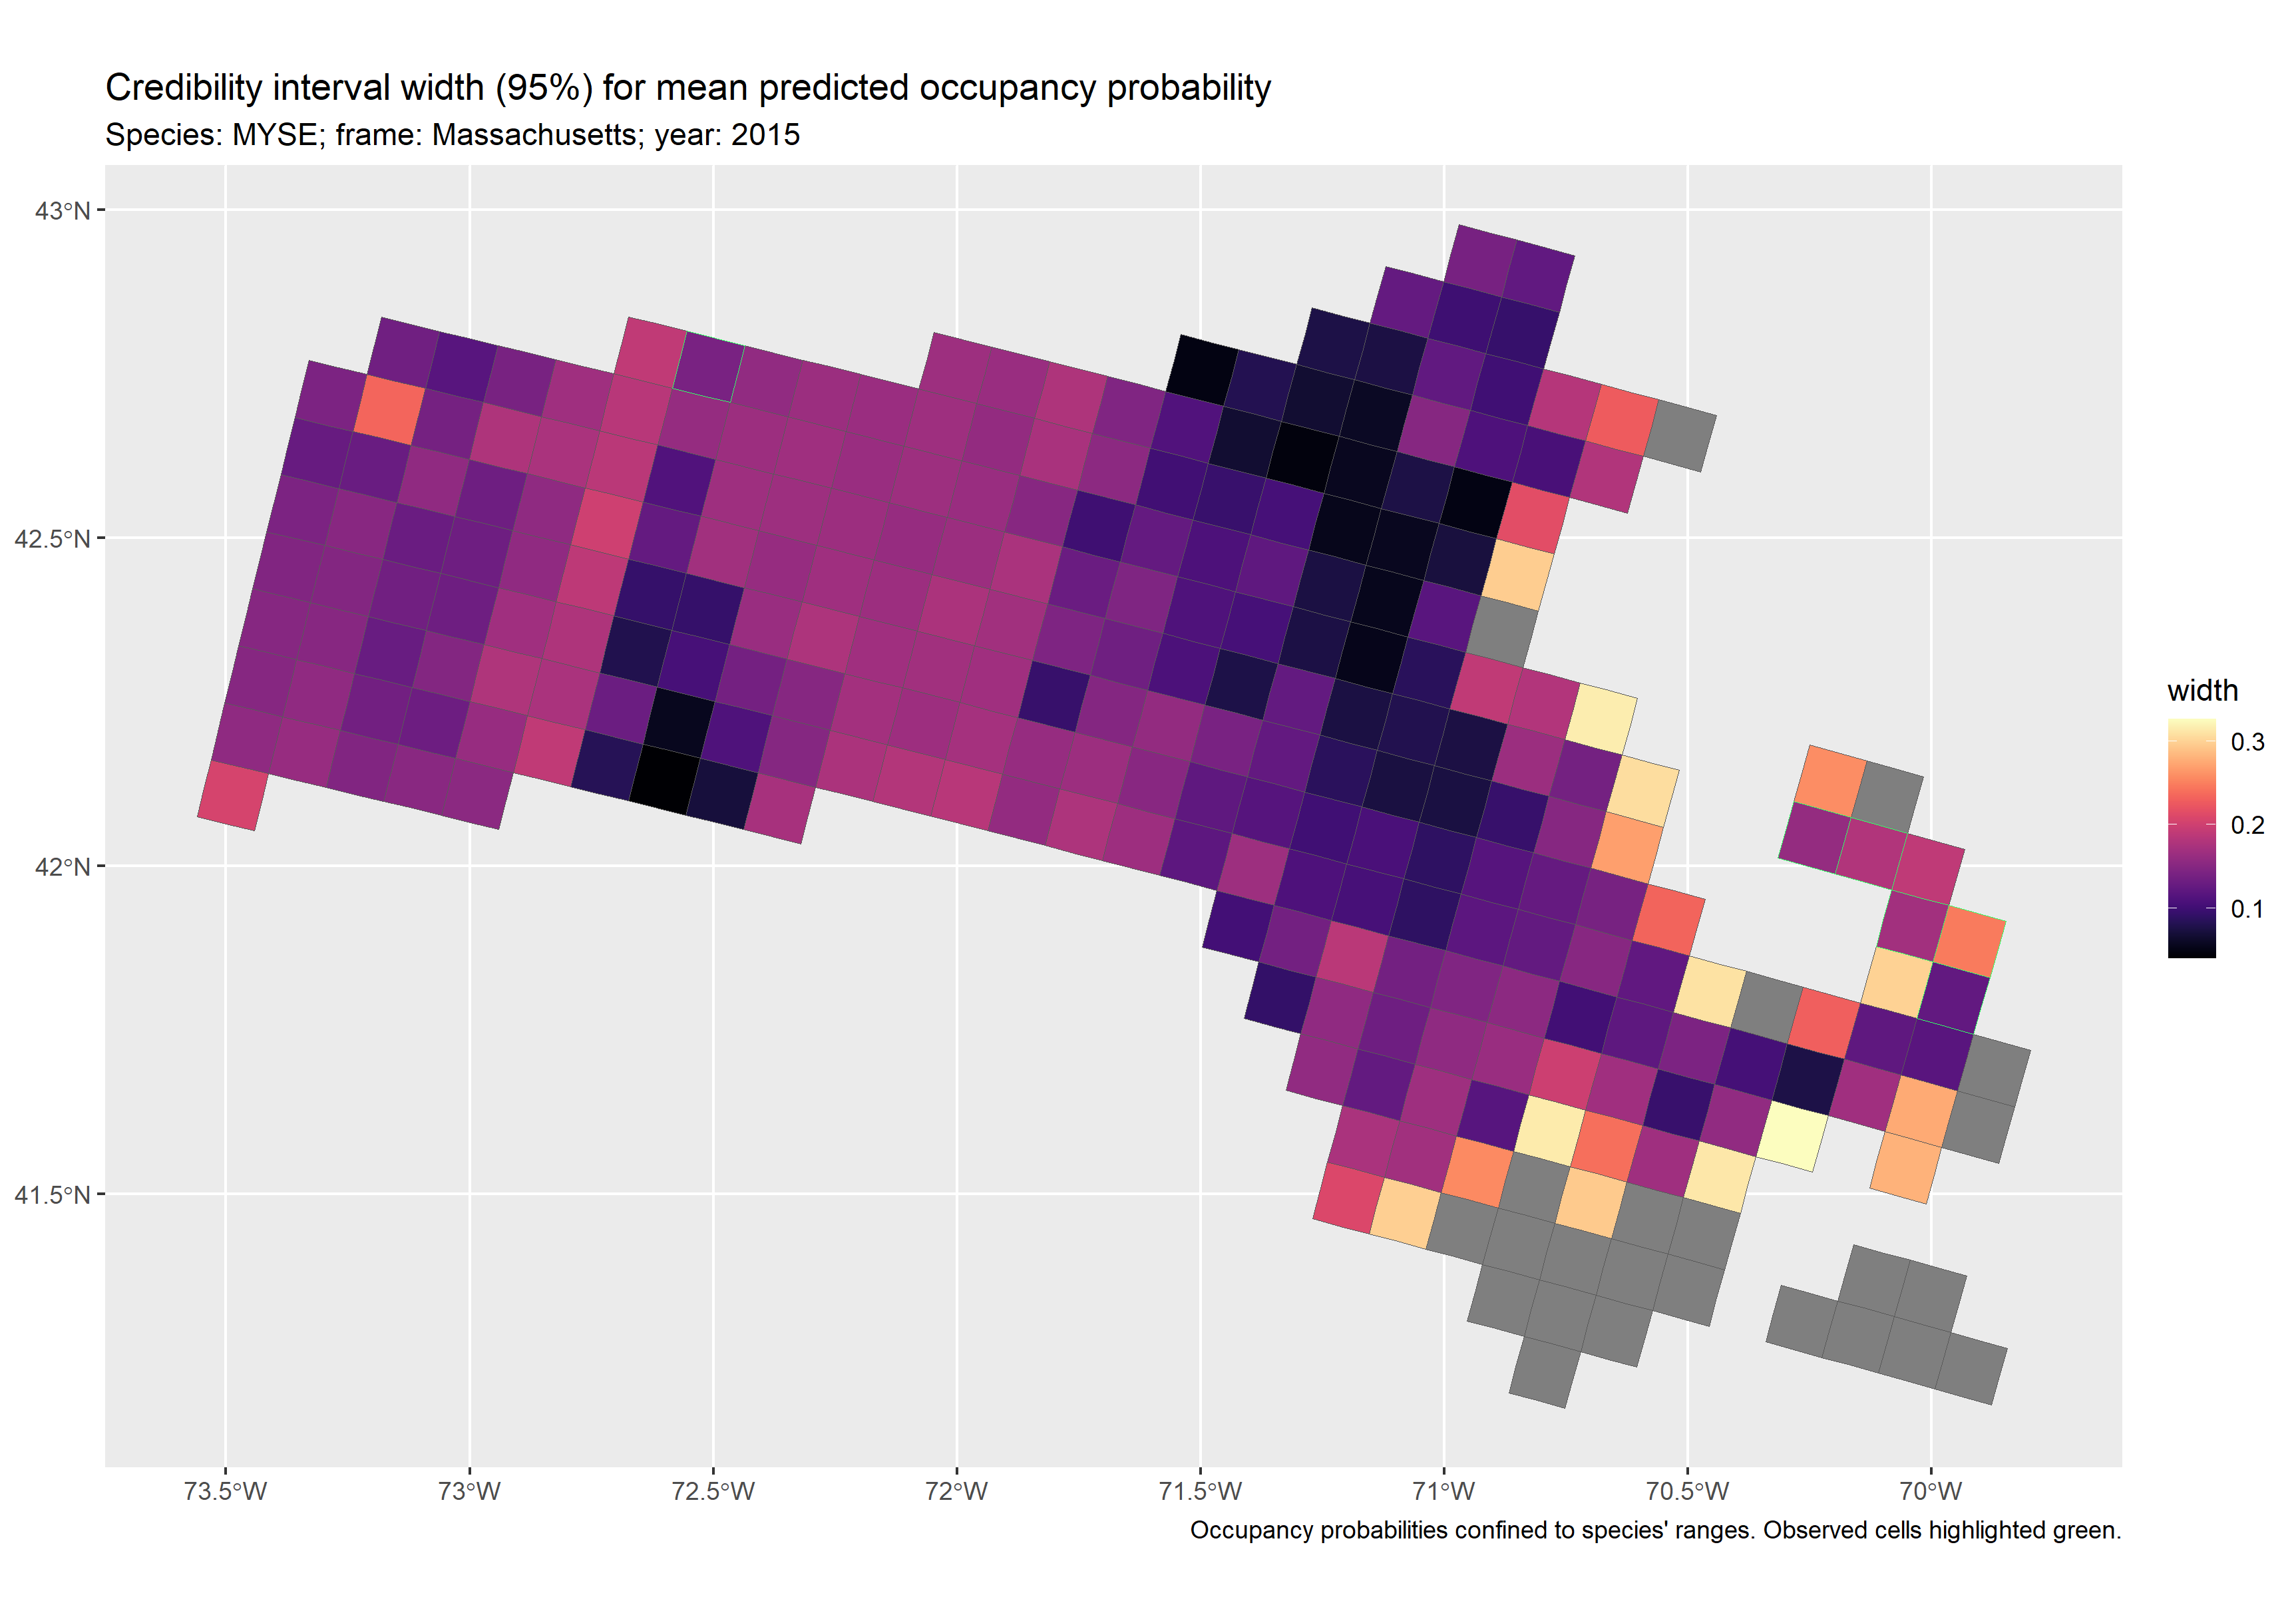 Credibility interval width (95%) for mean predicted occupancy probability
Species: MYSE; frame: Massachusetts; year: 2015
43°N
42.5°N
42°N
41.5°N
width
0.3
0.2
0.1
73.5°W 73°W 72.5°W 72°W 71.5°W 71°W 70.5°W 70°W
Occupancy probabilities confined to species' ranges. Observed cells highlighted green.